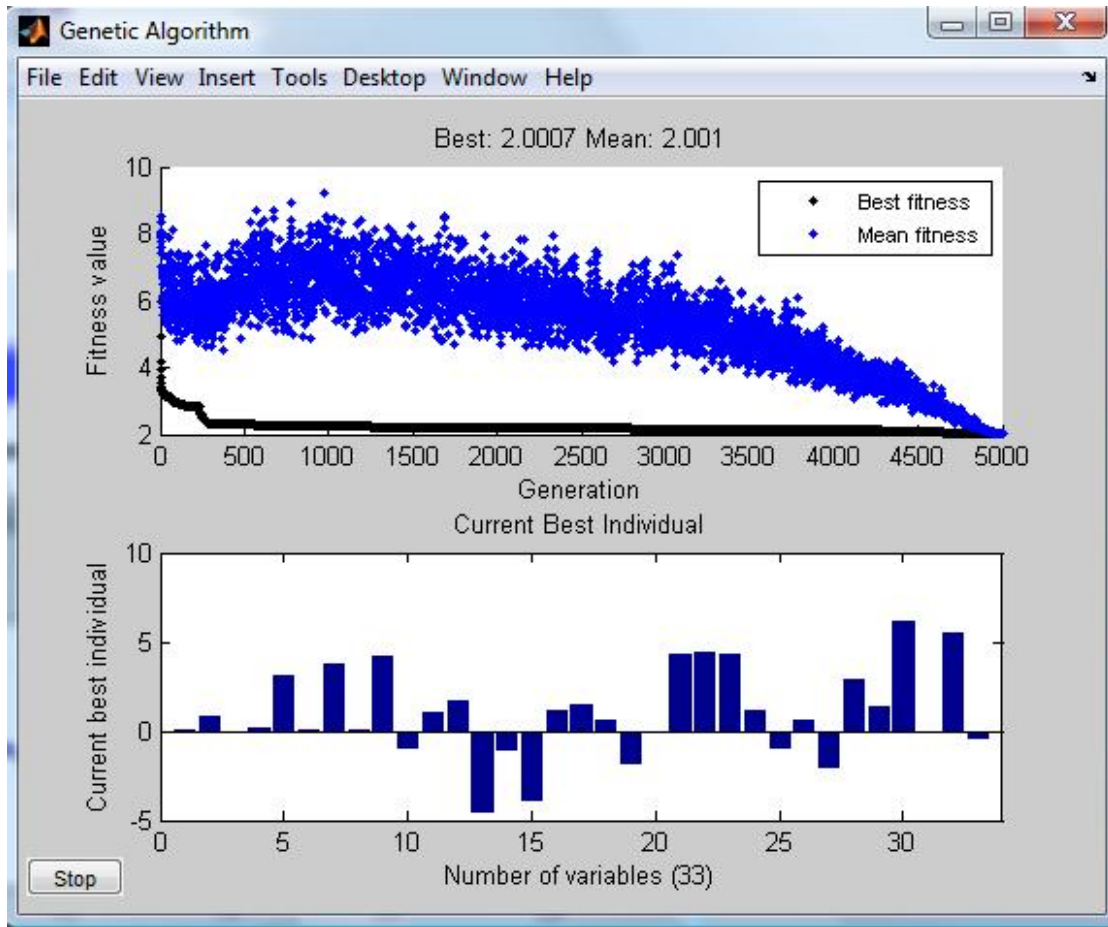 Genetic Algorithm
File Edit View Insert Tools Desktop Window Help
Best: 2.0007 Mean: 2.001
10
8
6
4
2
Fitness value
Best fitness
Mean fitness
0 500 1000 1500 2000 2500 3000 3500 4000 4500 5000
Generation
Current Best Individual
10
5
0
-5
Current best individual
0 5 10 15 20 25 30
Number of variables (33)
Stop